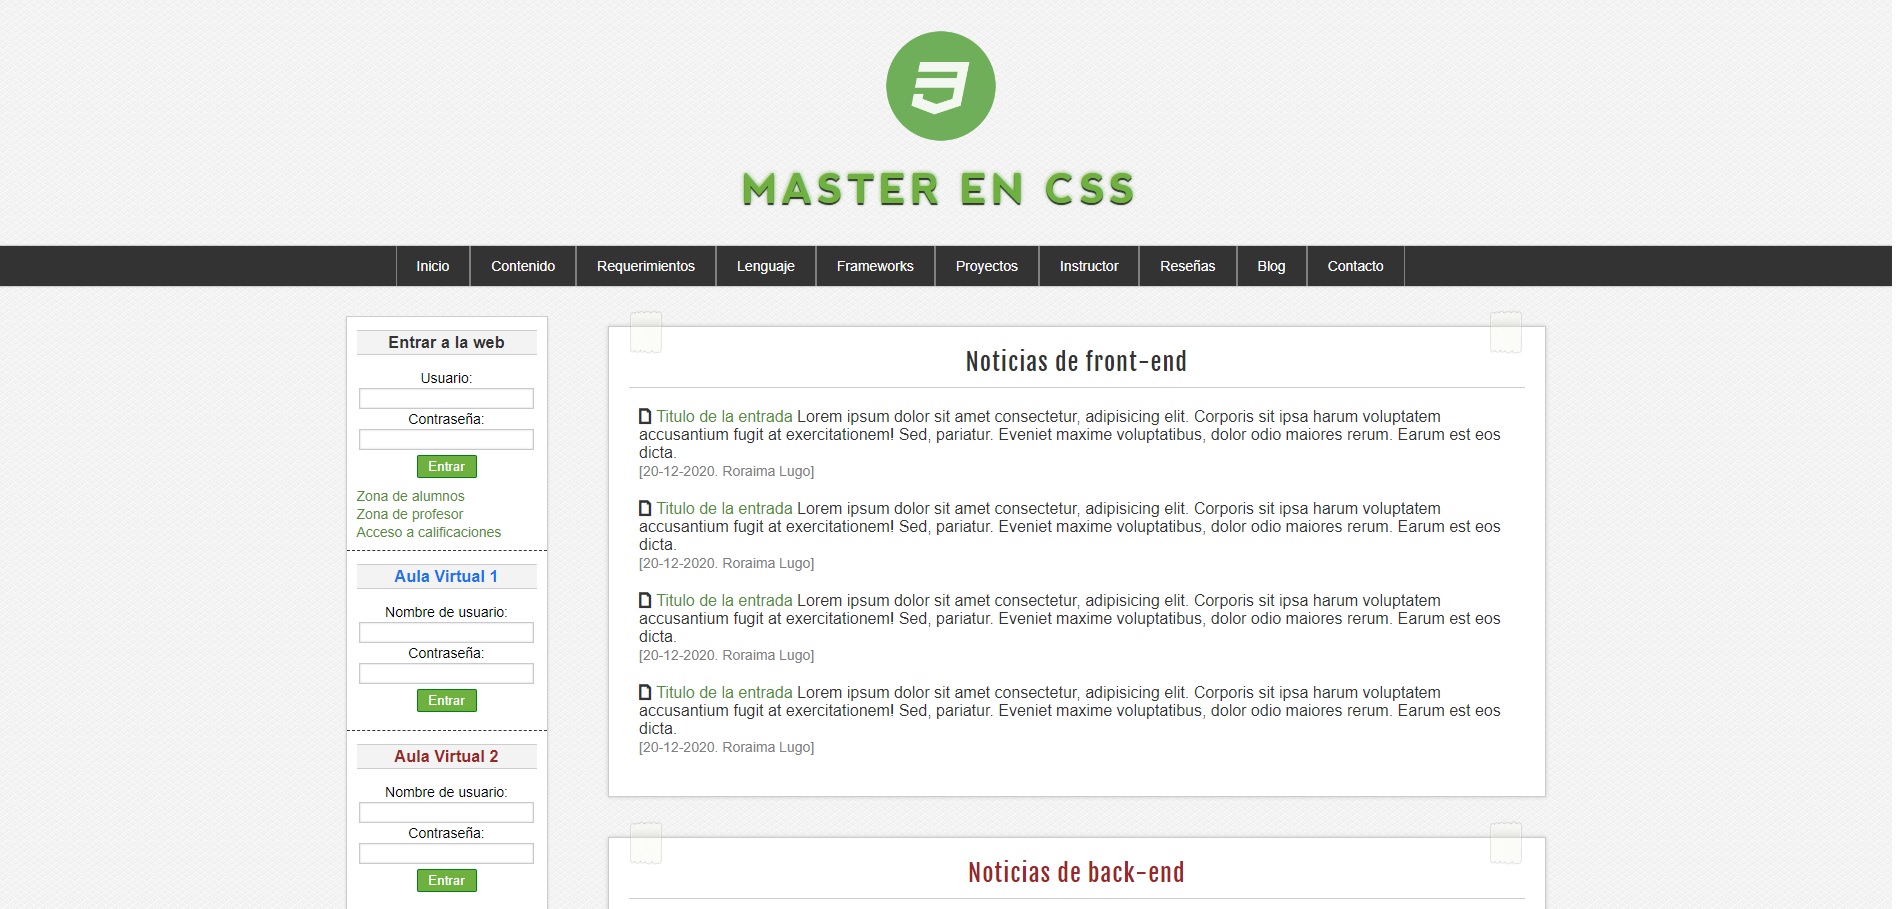 MASTER EN CSS
Inicio
Contenido
Requerimientos
Lenguaje
Frameworks
Proyectos
Instructor
Reseñas
Blog
Contacto
Entrar a la web
Usuario:
Contraseña:
Entrar
Zona de alumnos
Zona de profesor
Acceso a calificaciones
Aula Virtual 1
Nombre de usuario:
Contraseña:
Entrar
Aula Virtual 2
Nombre de usuario:
Contraseña:
Entrar
Noticias de front-end
Titulo de la entrada Lorem ipsum dolor sit amet consectetur, adipisicing elit. Corporis sit ipsa harum voluptatem
accusantium fugit at exercitationem! Sed, pariatur. Eveniet maxime voluptatibus, dolor odio maiores rerum. Earum est eos
dicta.
[20-12-2020. Roraima Lugo]
Titulo de la entrada Lorem ipsum dolor sit amet consectetur, adipisicing elit. Corporis sit ipsa harum voluptatem
accusantium fugit at exercitationem! Sed, pariatur. Eveniet maxime voluptatibus, dolor odio maiores rerum. Earum est eos
dicta.
[20-12-2020. Roraima Lugo]
Titulo de la entrada Lorem ipsum dolor sit amet consectetur, adipisicing elit. Corporis sit ipsa harum voluptatem
accusantium fugit at exercitationem! Sed, pariatur. Eveniet maxime voluptatibus, dolor odio maiores rerum. Earum est eos
dicta.
[20-12-2020. Roraima Lugo]
Titulo de la entrada Lorem ipsum dolor sit amet consectetur, adipisicing elit. Corporis sit ipsa harum voluptatem
accusantium fugit at exercitationem! Sed, pariatur. Eveniet maxime voluptatibus, dolor odio maiores rerum. Earum est eos
dicta.
[20-12-2020. Roraima Lugo]
Noticias de back-end